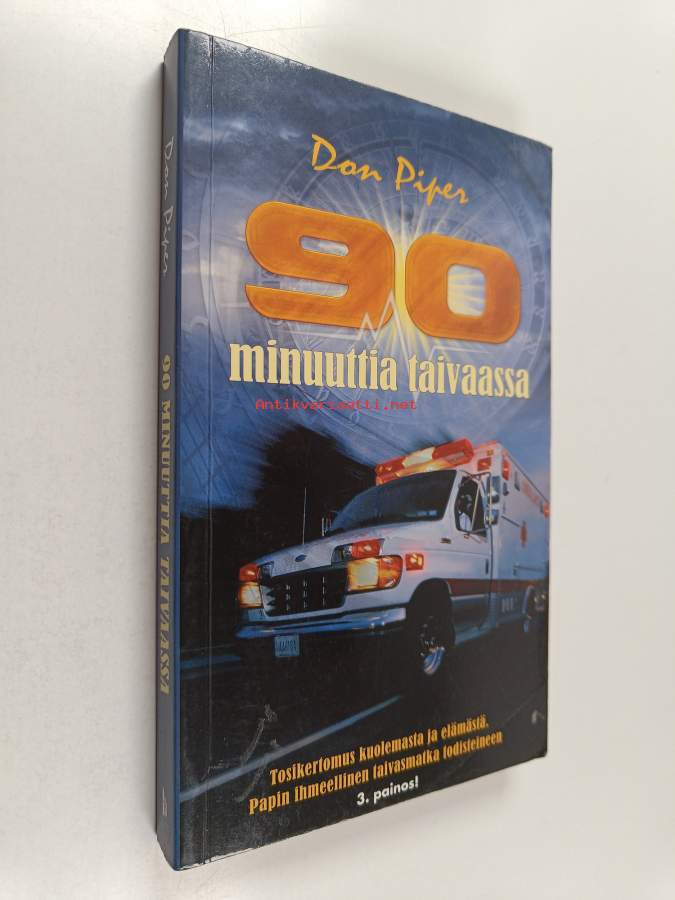 Don Piper
90
minuuttia taivaassa
Antikvariaatti.net
Tosikertomus kuolemasta ja elämästä.
Papin ihmeellinen taivasmatka todisteineen
3. painos!
Don Piper
90 MINUUTTIA TAIVAASSA